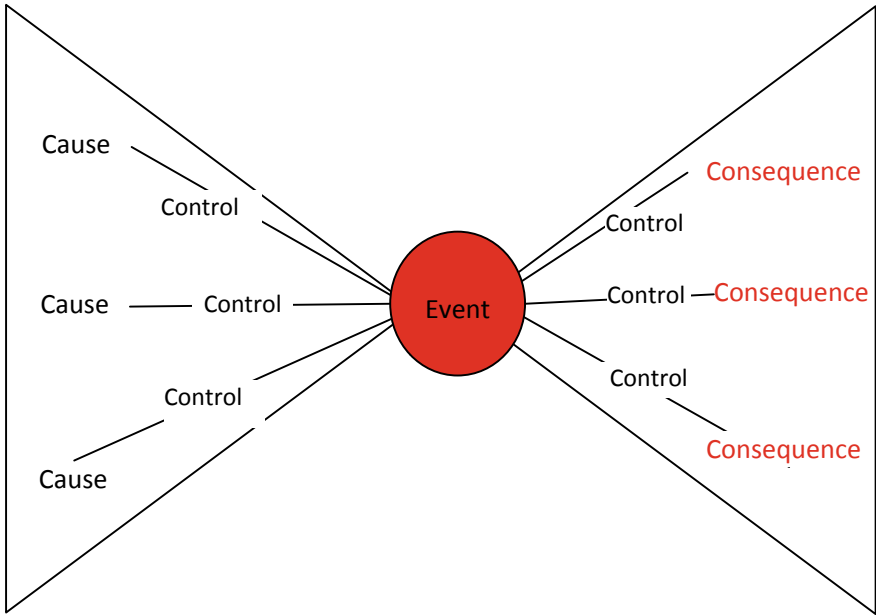 Cause
Consequence
Control
Control
Cause
Control
Event
Control
Consequence
Control
Control
Cause
Consequence